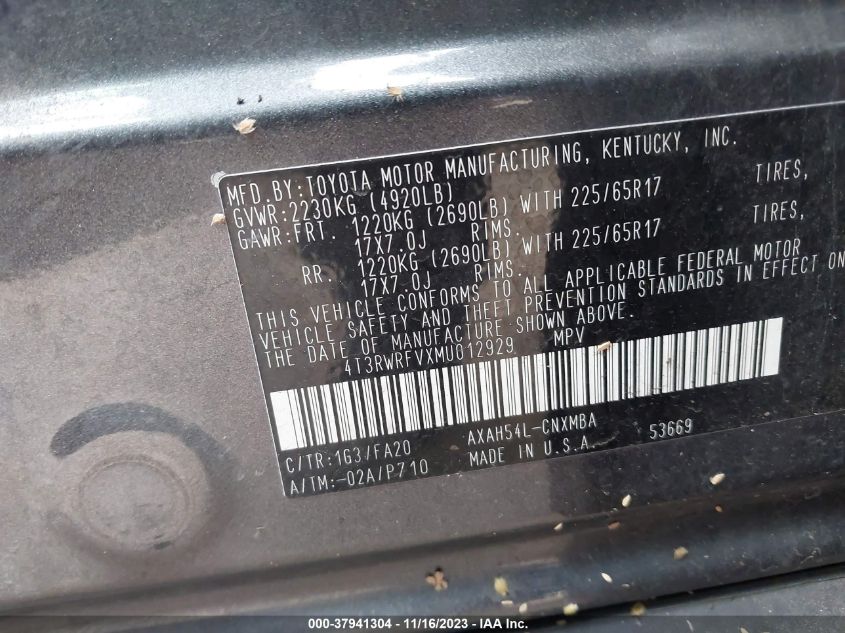 MFD.BY:TOYOTA MOTOR MANUFACTURING, KENTUCKY, INC.
GVWR:2230KG (4920LB)
GAWR:FRT. 1220KG (2690LB) WITH 225/65R17 TIRES,
17X7.0J RIMS.
RR. 1220KG (2690LB) WITH 225/65R17 TIRES,
17X7.0J RIMS.
THIS VEHICLE CONFORMS TO ALL APPLICABLE FEDERAL MOTOR
VEHICLE SAFETY AND THEFT PREVENTION STANDARDS IN EFFECT ON
THE DATE OF MANUFACTURE SHOWN ABOVE.
4T3RWRFVXMU012929 MPV
C/TR:1G3/FA20 AXAH54L-CNXMBA 53669
A/TM:-02A/P710 MADE IN U.S.A.
000-37941304 - 11/16/2023 - IAA Inc.